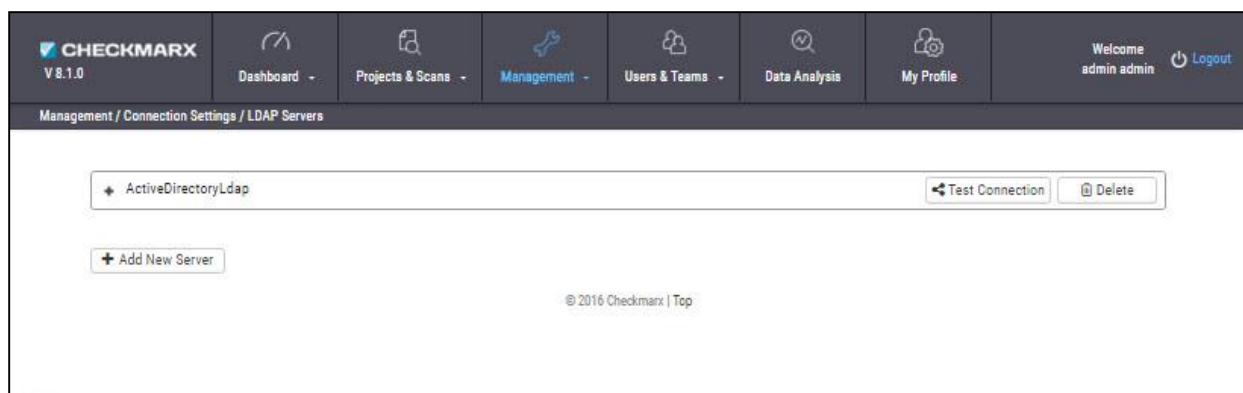 CHECKMARX
V 8.1.0
Dashboard
Projects & Scans
Management
Users & Teams
Data Analysis
My Profile
Welcome
admin admin
Logout
Management / Connection Settings / LDAP Servers
ActiveDirectoryLdap
Test Connection
Delete
+ Add New Server
© 2016 Checkmarx | Top